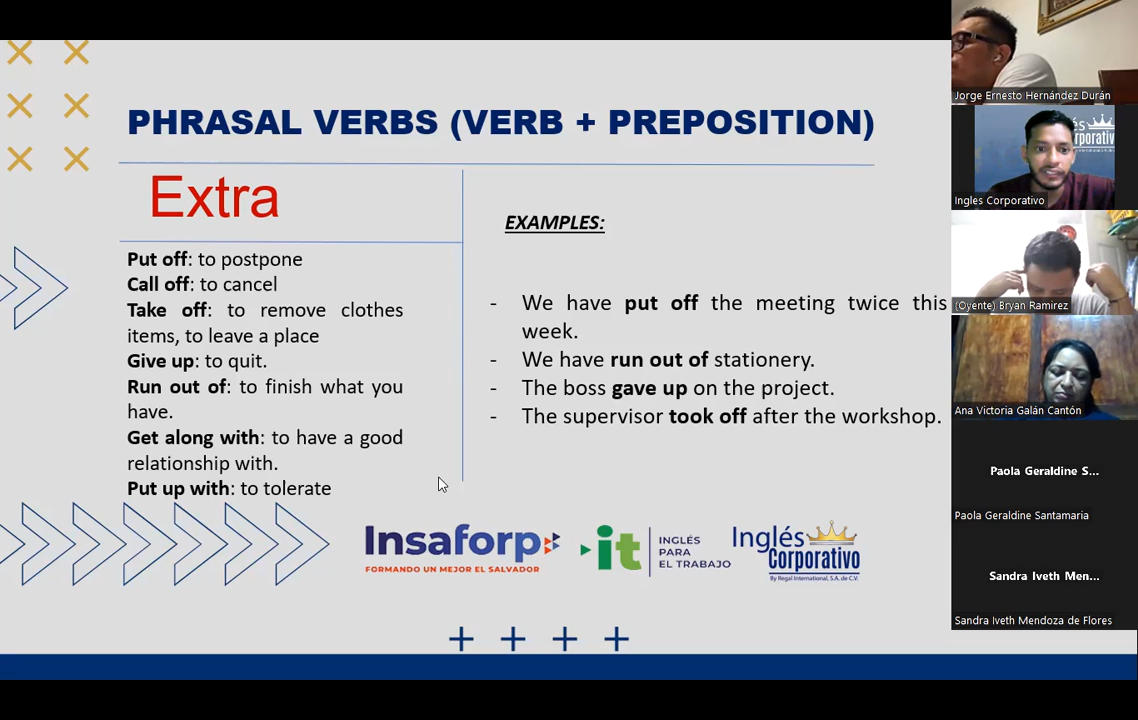 PHRASAL VERBS (VERB + PREPOSITION)
Extra
Put off: to postpone
Call off: to cancel
Take off: to remove clothes
items, to leave a place
Give up: to quit.
Run out of: to finish what you
have.
Get along with: to have a good
relationship with.
Put up with: to tolerate
EXAMPLES:
- We have put off the meeting twice this
week.
- We have run out of stationery.
- The boss gave up on the project.
- The supervisor took off after the workshop.
Insaforp
FORMANDO UN MEJOR EL SALVADOR
it
INGLÉS
PARA
EL TRABAJO
Inglés
Corporativo
By Regal International, S.A. de C.V.
Jorge Ernesto Hernández Durán
és
rporativ
Ingles Corporativo
(Oyente) Bryan Ramirez
Ana Victoria Galán Cantón
Paola Geraldine S...
Paola Geraldine Santamaria
Sandra Iveth Men...
Sandra Iveth Mendoza de Flores